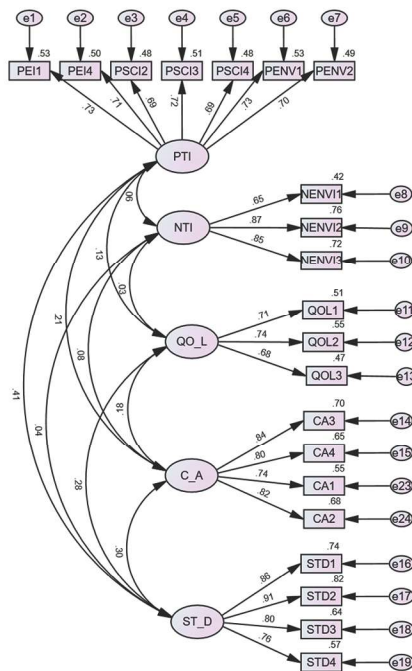 e1 e2 e3 e4 e5 e6 e7
.53 .50 .48 .51 .48 .53 .49
PEI1 PEI4 PSCI2 PSCI3 PSCI4 PENV1 PENV2
.73 .71 .69 .72 .69 .73 .70
PTI
.06
.42
.65 NENVI1 e8
.76
NTI .87 NENVI2 e9
.72
.85 NENVI3 e10
.13
.03
.51
.71 QOL1 e11
.21
.55
QO_L .74 QOL2 e12
.08
.47
.68 QOL3 e13
.41
.18
.04
.70
.84 CA3 e14
.28
.65
.80 CA4 e15
C_A
.55
.74 CA1 e23
.68
.82 CA2 e24
.30
.74
.86 STD1 e16
.82
.91 STD2 e17
ST_D
.64
.80 STD3 e18
.57
.76 STD4 e19